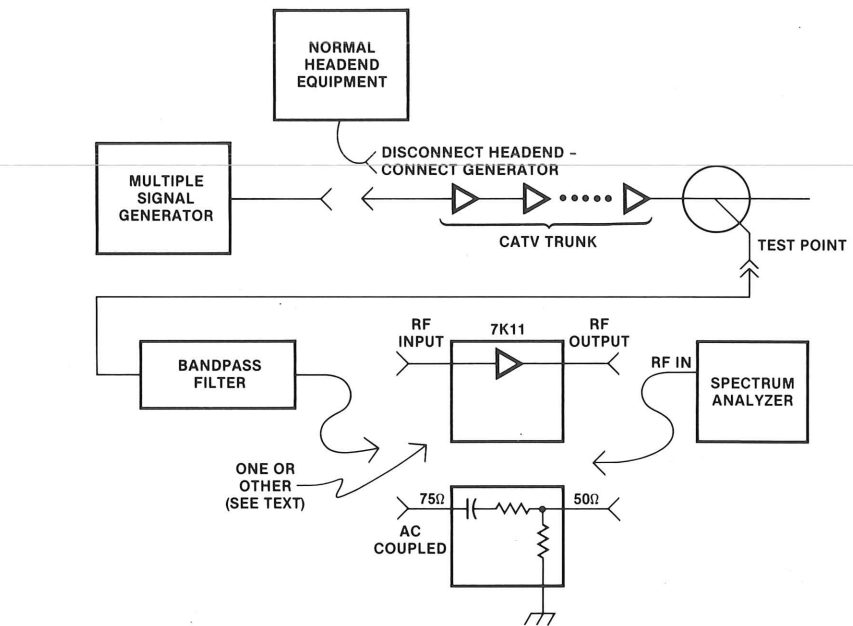 NORMAL
HEADEND
EQUIPMENT
DISCONNECT HEADEND –
CONNECT GENERATOR
MULTIPLE
SIGNAL
GENERATOR
CATV TRUNK
TEST POINT
RF
INPUT
7K11
RF
OUTPUT
BANDPASS
FILTER
RF IN
SPECTRUM
ANALYZER
ONE OR
OTHER
(SEE TEXT)
75Ω
50Ω
AC
COUPLED